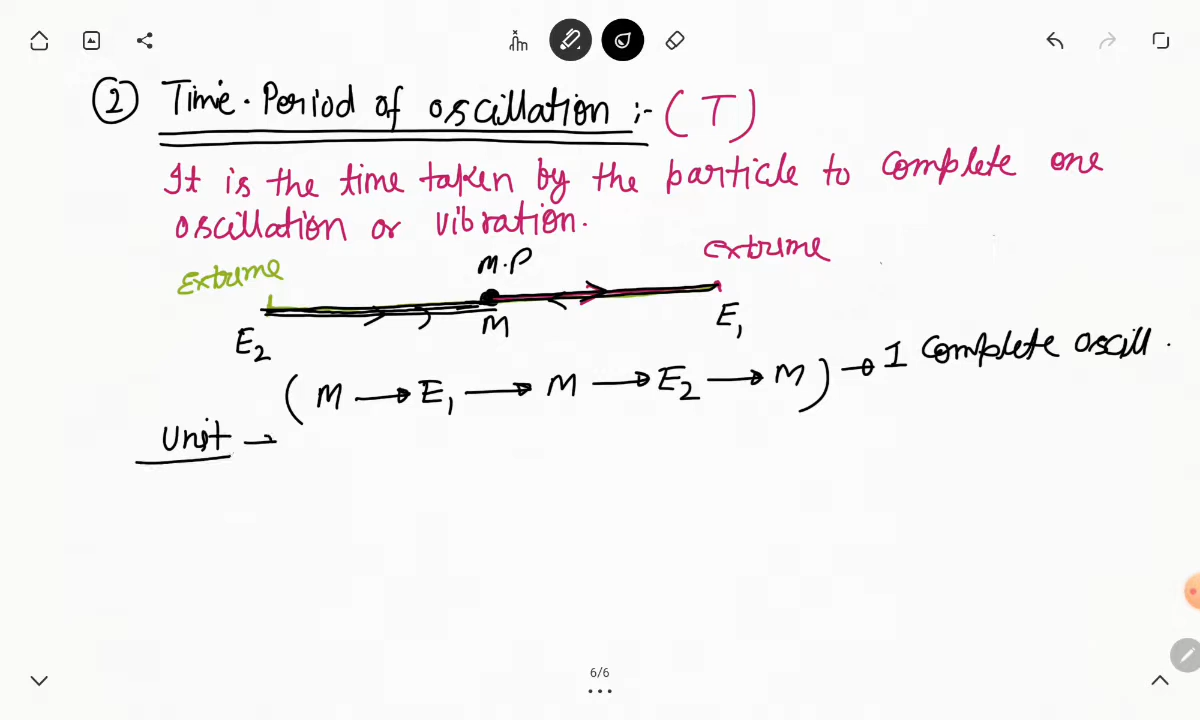 ② Time. Period of oscillation :- ( T )
It is the time taken by the particle to complete one
oscillation or vibration.
Extreme M.P extreme
E₂ M E₁
( M → E₁ → M → E₂ → M ) → 1 complete oscill.
Unit →
6/6